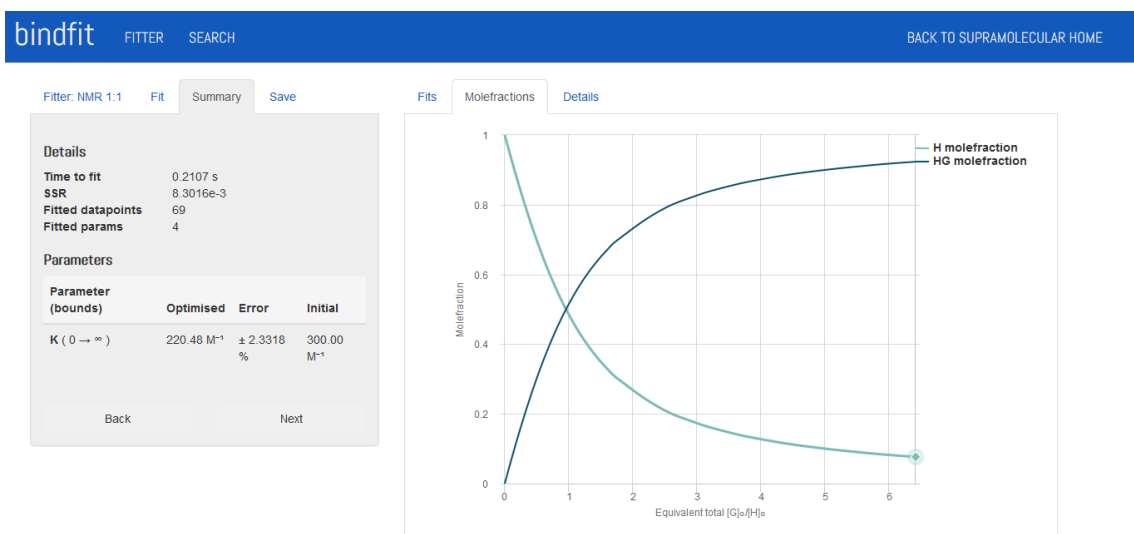 bindfit FITTER SEARCH BACK TO SUPRAMOLECULAR HOME
Fitter: NMR 1:1 Fit Summary Save
Details
Time to fit 0.2107 s
SSR 8.3016e-3
Fitted datapoints 69
Fitted params 4
Parameters
Parameter
(bounds) Optimised Error Initial
K ( 0 → ∞ ) 220.48 M⁻¹ ± 2.3318 300.00
% M⁻¹
Back Next
Fits Molefractions Details
H molefraction
HG molefraction
Molefraction
1
0.8
0.6
0.4
0.2
0
0 1 2 3 4 5 6
Equivalent total [G]₀/[H]₀